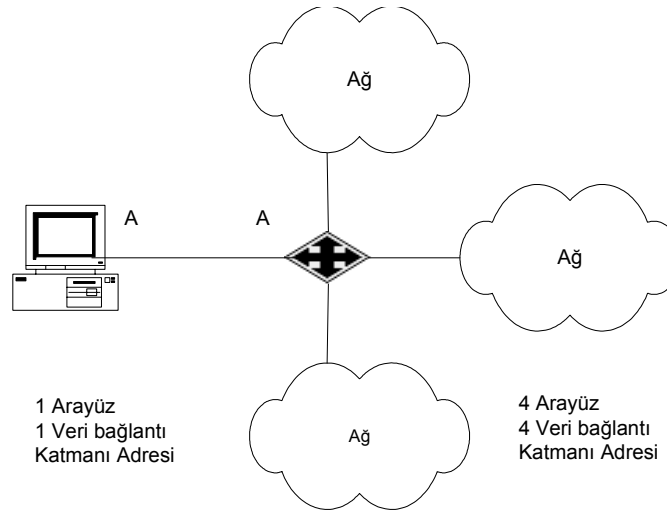 Ağ
A
A
Ağ
Ağ
1 Arayüz
1 Veri bağlantı
Katmanı Adresi
4 Arayüz
4 Veri bağlantı
Katmanı Adresi